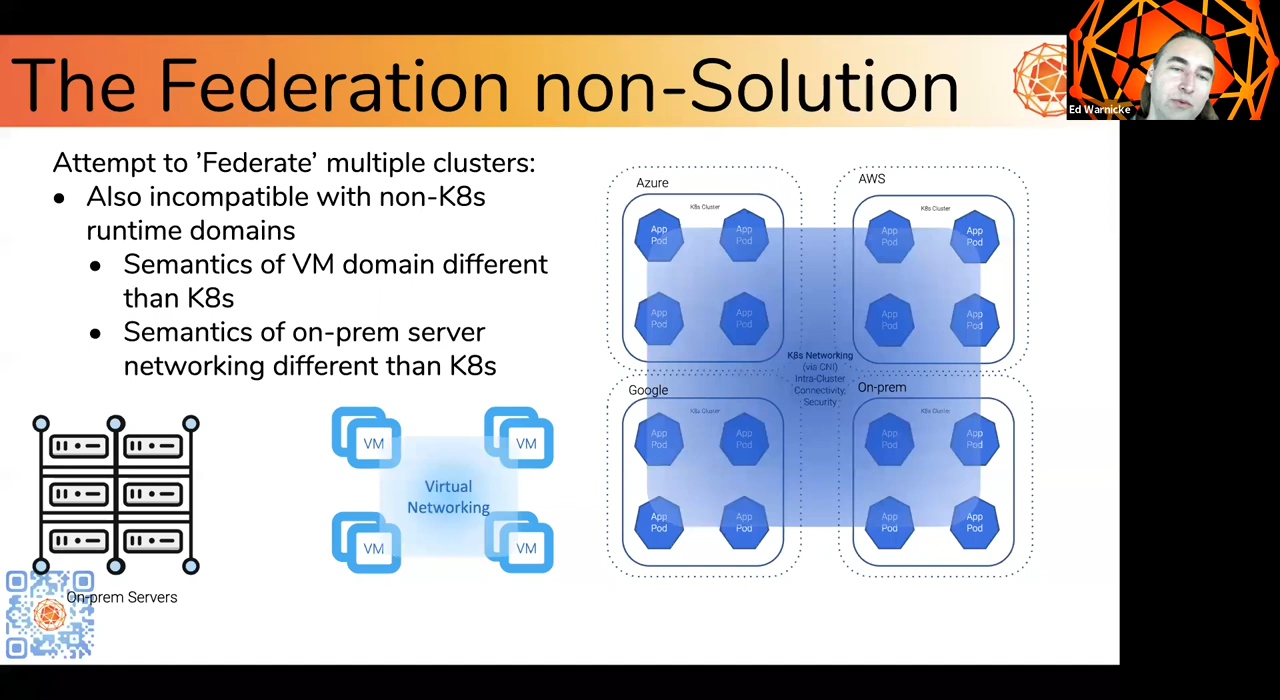 The Federation non-Solution
Ed Warnicke
Attempt to ’Federate’ multiple clusters:
• Also incompatible with non-K8s
runtime domains
• Semantics of VM domain different
than K8s
• Semantics of on-prem server
networking different than K8s
On-prem Servers
VM
VM
Virtual
Networking
VM
VM
Azure
K8s Cluster
App
Pod
App
Pod
App
Pod
App
Pod
AWS
K8s Cluster
App
Pod
App
Pod
App
Pod
App
Pod
K8s Networking
(via CNI)
Intra-Cluster
Connectivity,
Security
Google
K8s Cluster
App
Pod
App
Pod
App
Pod
App
Pod
On-prem
K8s Cluster
App
Pod
App
Pod
App
Pod
App
Pod